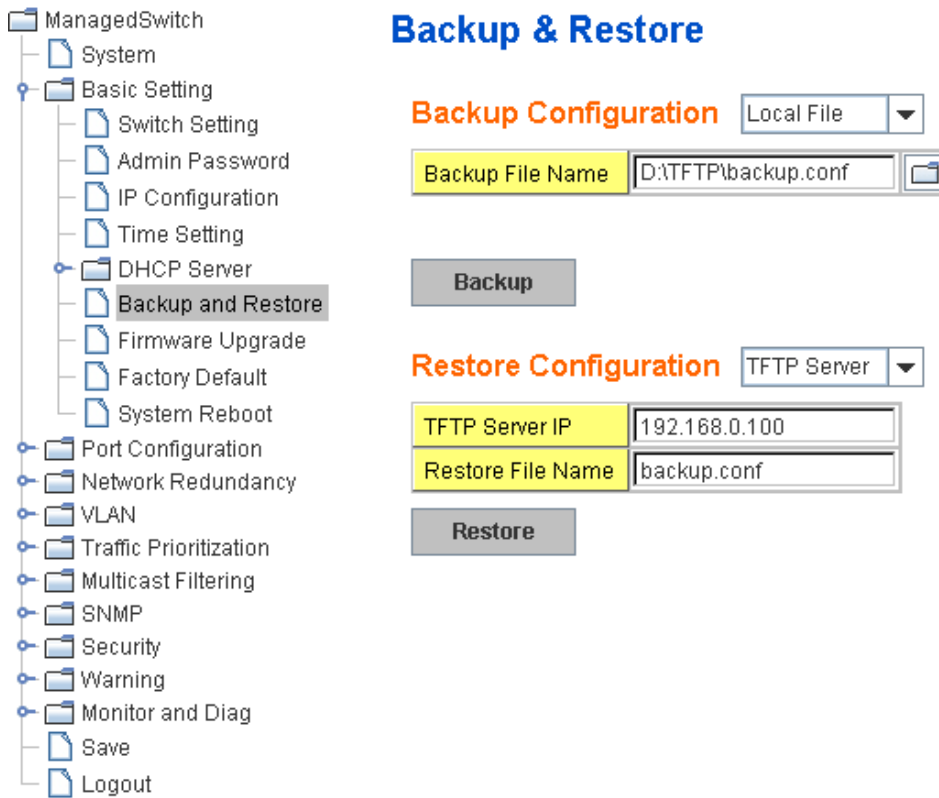 ManagedSwitch
System
Basic Setting
Switch Setting
Admin Password
IP Configuration
Time Setting
DHCP Server
Backup and Restore
Firmware Upgrade
Factory Default
System Reboot
Port Configuration
Network Redundancy
VLAN
Traffic Prioritization
Multicast Filtering
SNMP
Security
Warning
Monitor and Diag
Save
Logout
Backup & Restore
Backup Configuration Local File
Backup File Name D:\TFTP\backup.conf
Backup
Restore Configuration TFTP Server
TFTP Server IP 192.168.0.100
Restore File Name backup.conf
Restore